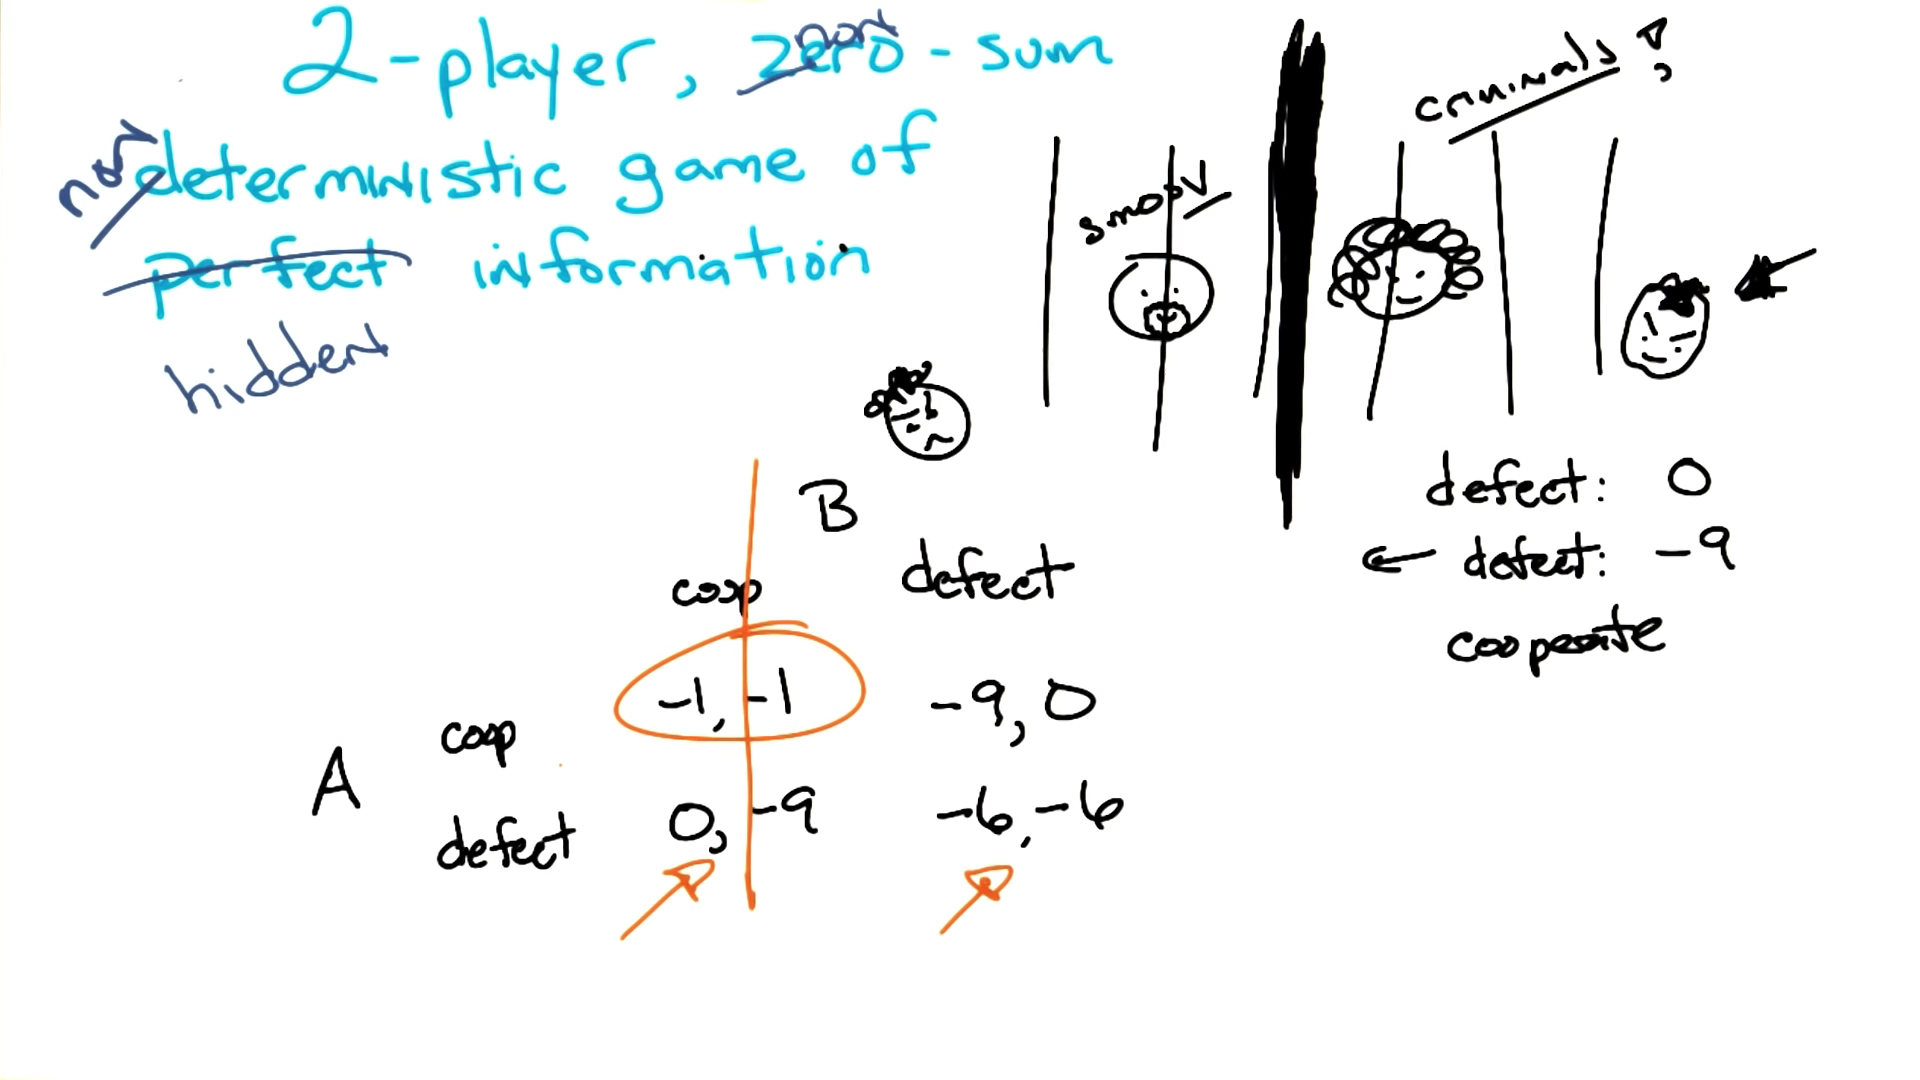 2-player, zero-sum
non
non
deterministic game of
perfect information
hidden
criminals!
smoov
B
coop defect
A coop -1, -1 -9, 0
defect 0, -9 -6, -6
defect: 0
← defect: -9
cooperate